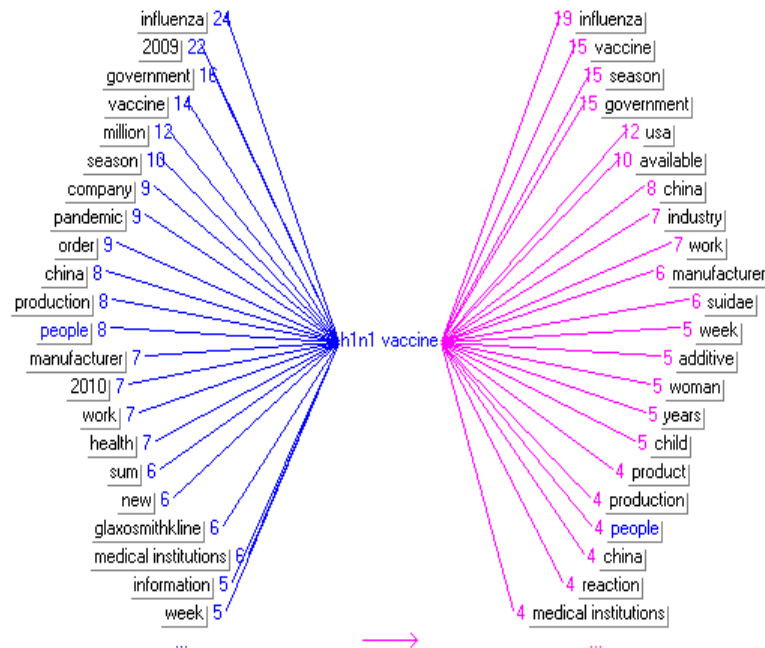 influenza 24
2009 22
government 16
vaccine 14
million 12
season 10
company 9
pandemic 9
order 9
china 8
production 8
people 8
manufacturer 7
2010 7
work 7
health 7
sum 6
new 6
glaxosmithkline 6
medical institutions 6
information 5
week 5
...
h1n1 vaccine
19 influenza
15 vaccine
15 season
15 government
12 usa
10 available
8 china
7 industry
7 work
6 manufacturer
6 suidae
5 week
5 additive
5 woman
5 years
5 child
4 product
4 production
4 people
4 china
4 reaction
4 medical institutions
...